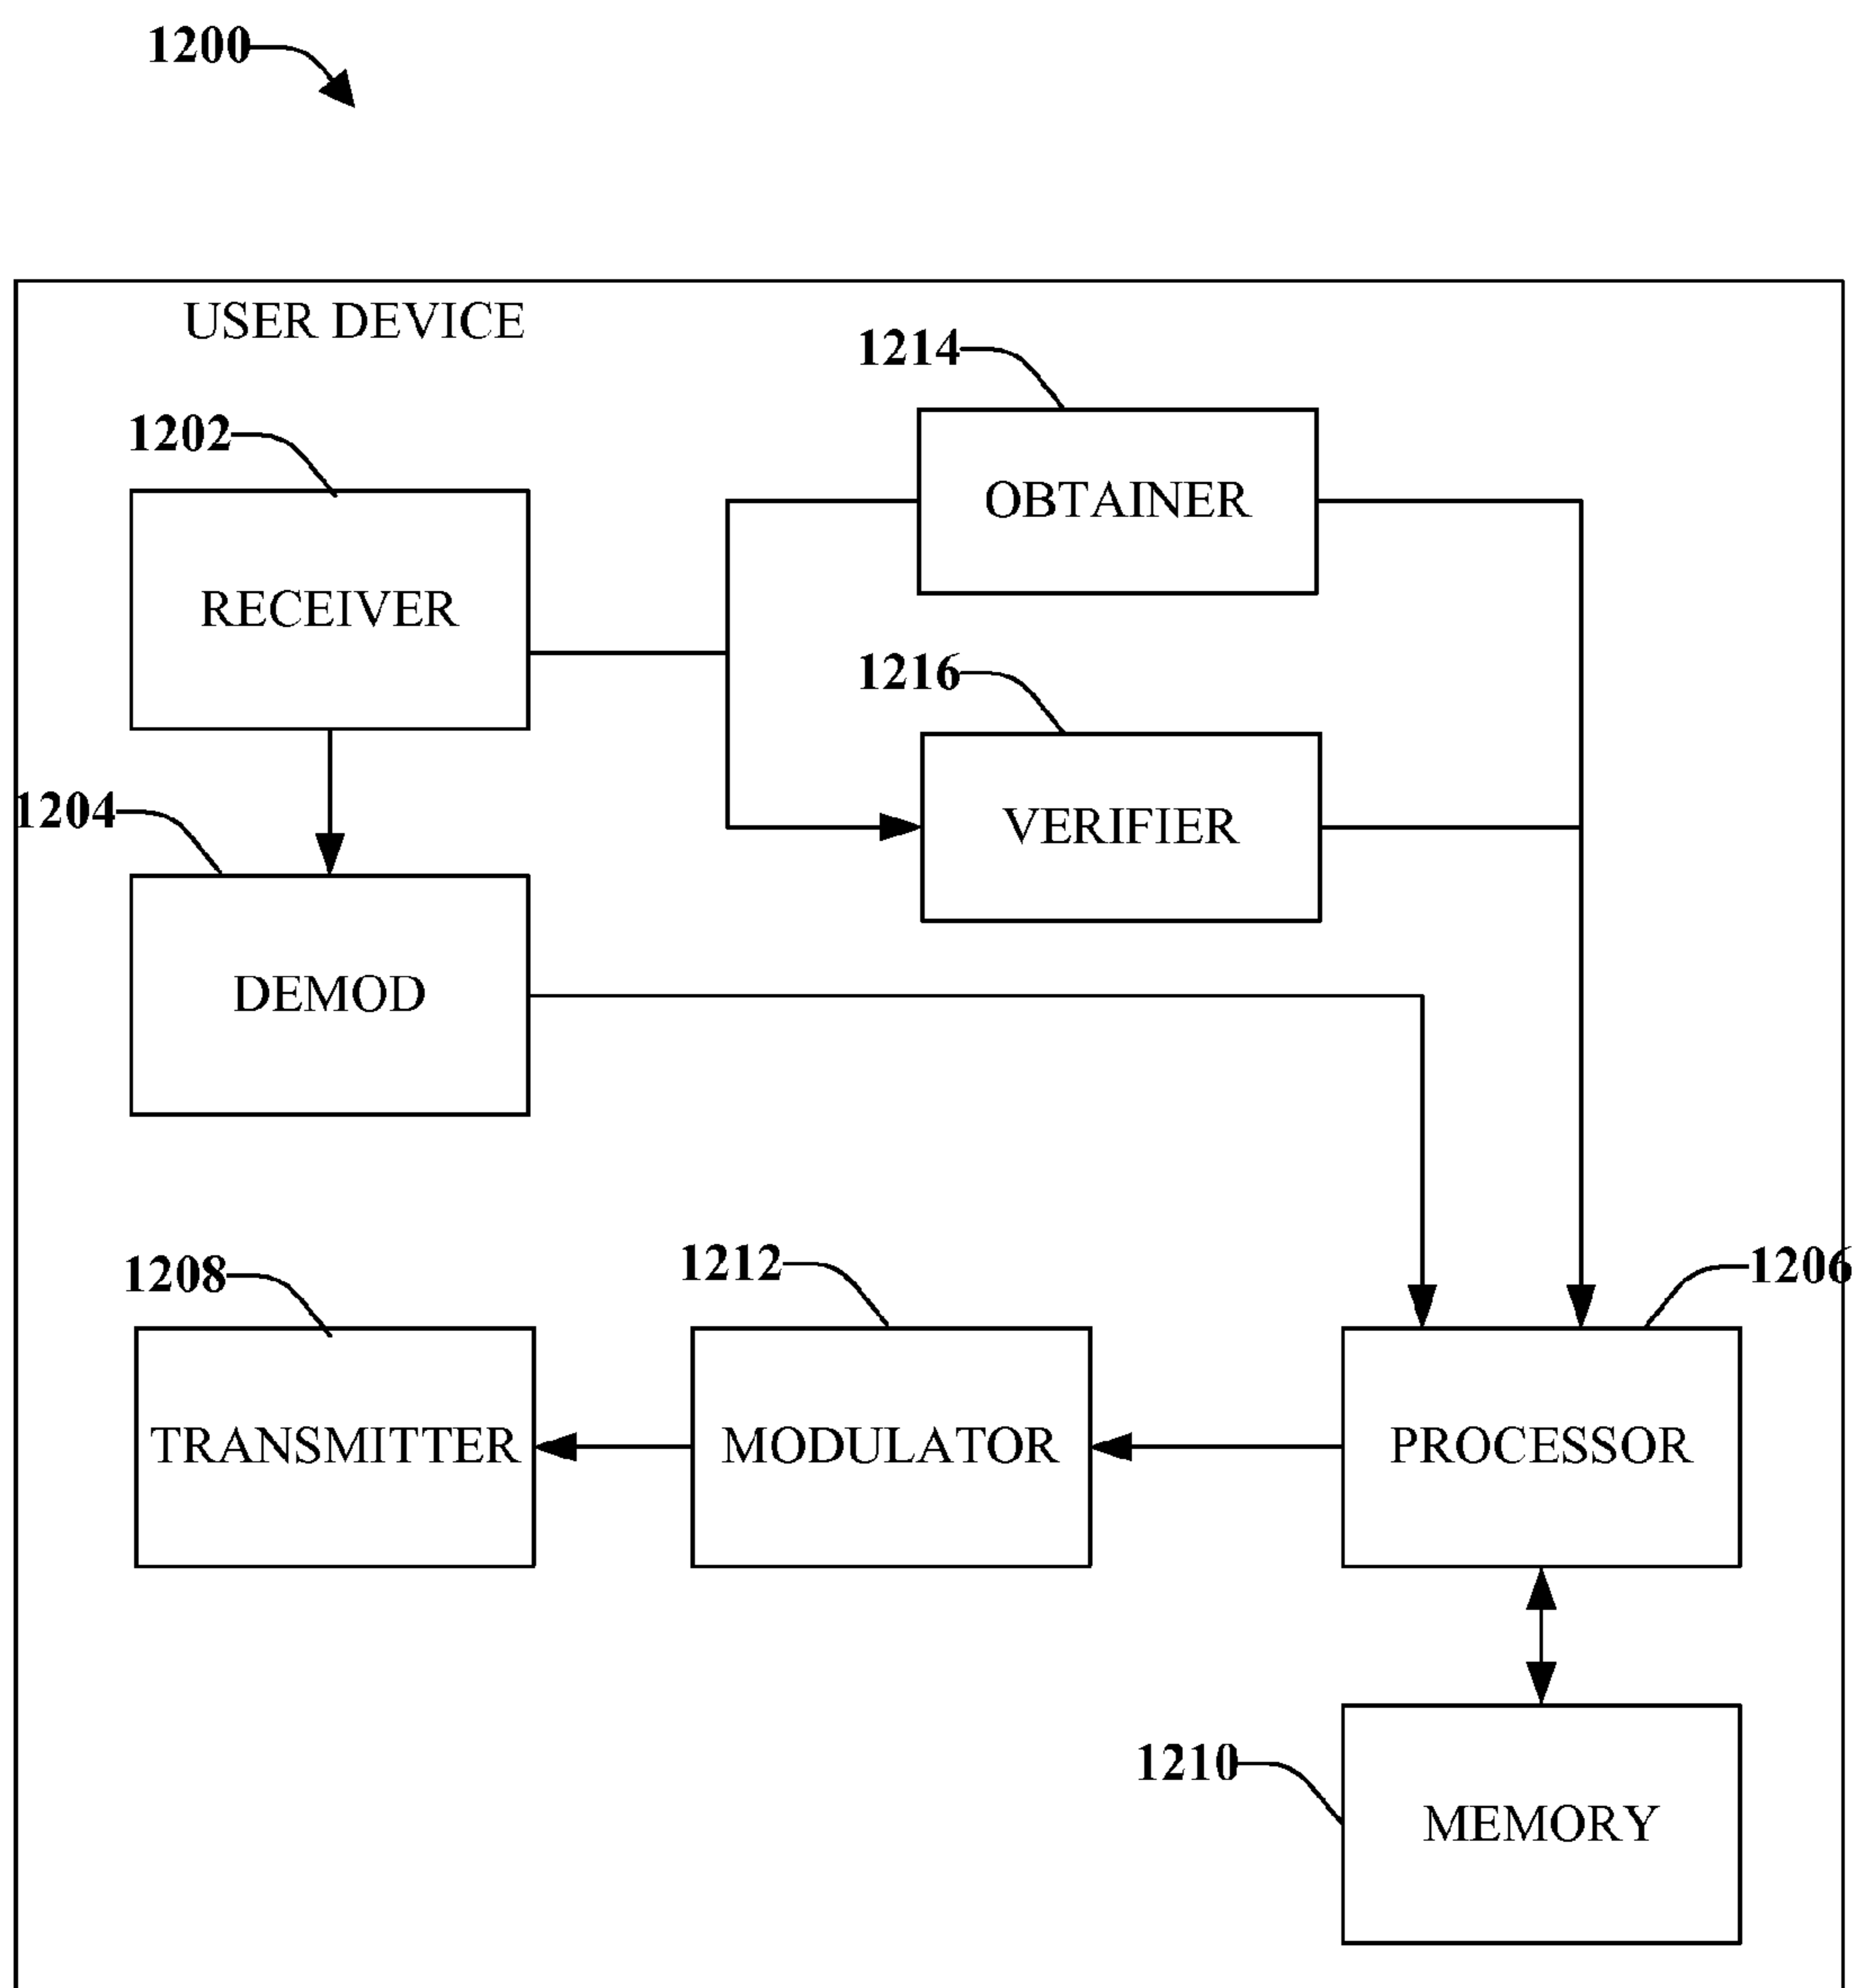 1200
USER DEVICE
1214
1202
OBTAINER
RECEIVER
1216
1204
VERIFIER
DEMOD
1208
1212
1206
TRANSMITTER
MODULATOR
PROCESSOR
1210
MEMORY